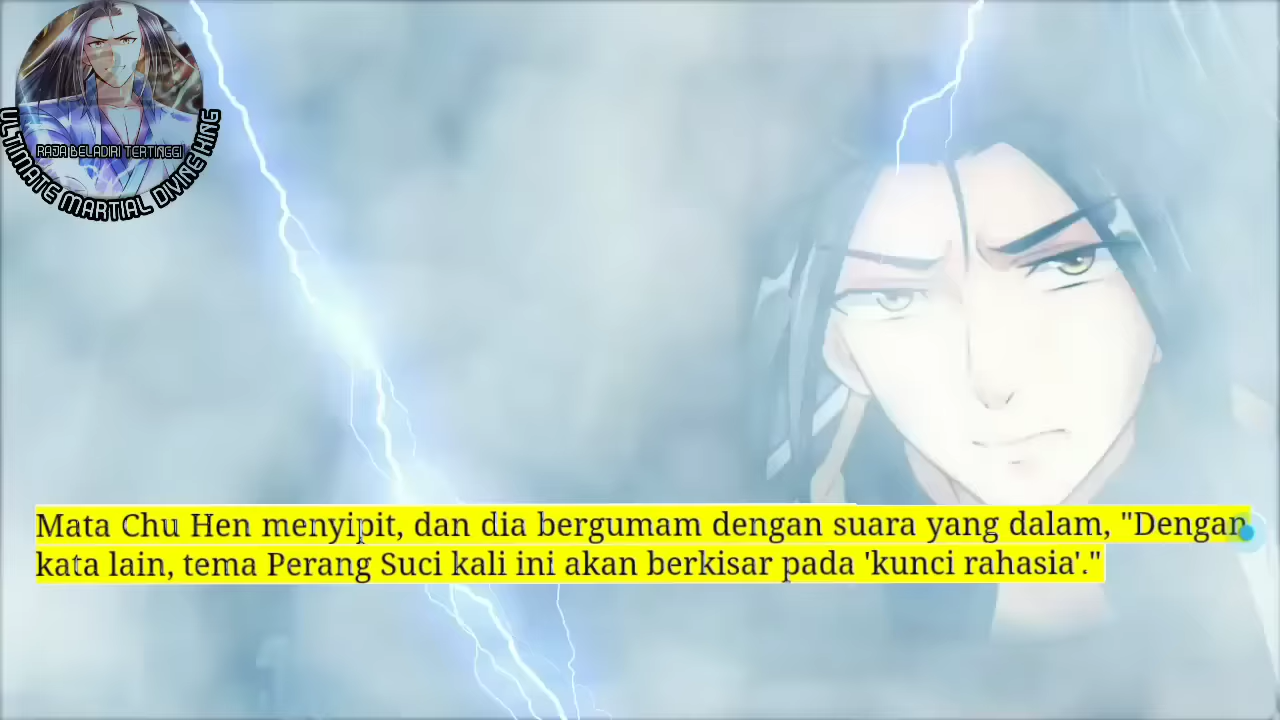 RAJA BELADIRI TERTINGGI
ULTIMATE MARTIAL DIVINE KING
Mata Chu Hen menyipit, dan dia bergumam dengan suara yang dalam, "Dengan
kata lain, tema Perang Suci kali ini akan berkisar pada 'kunci rahasia'."